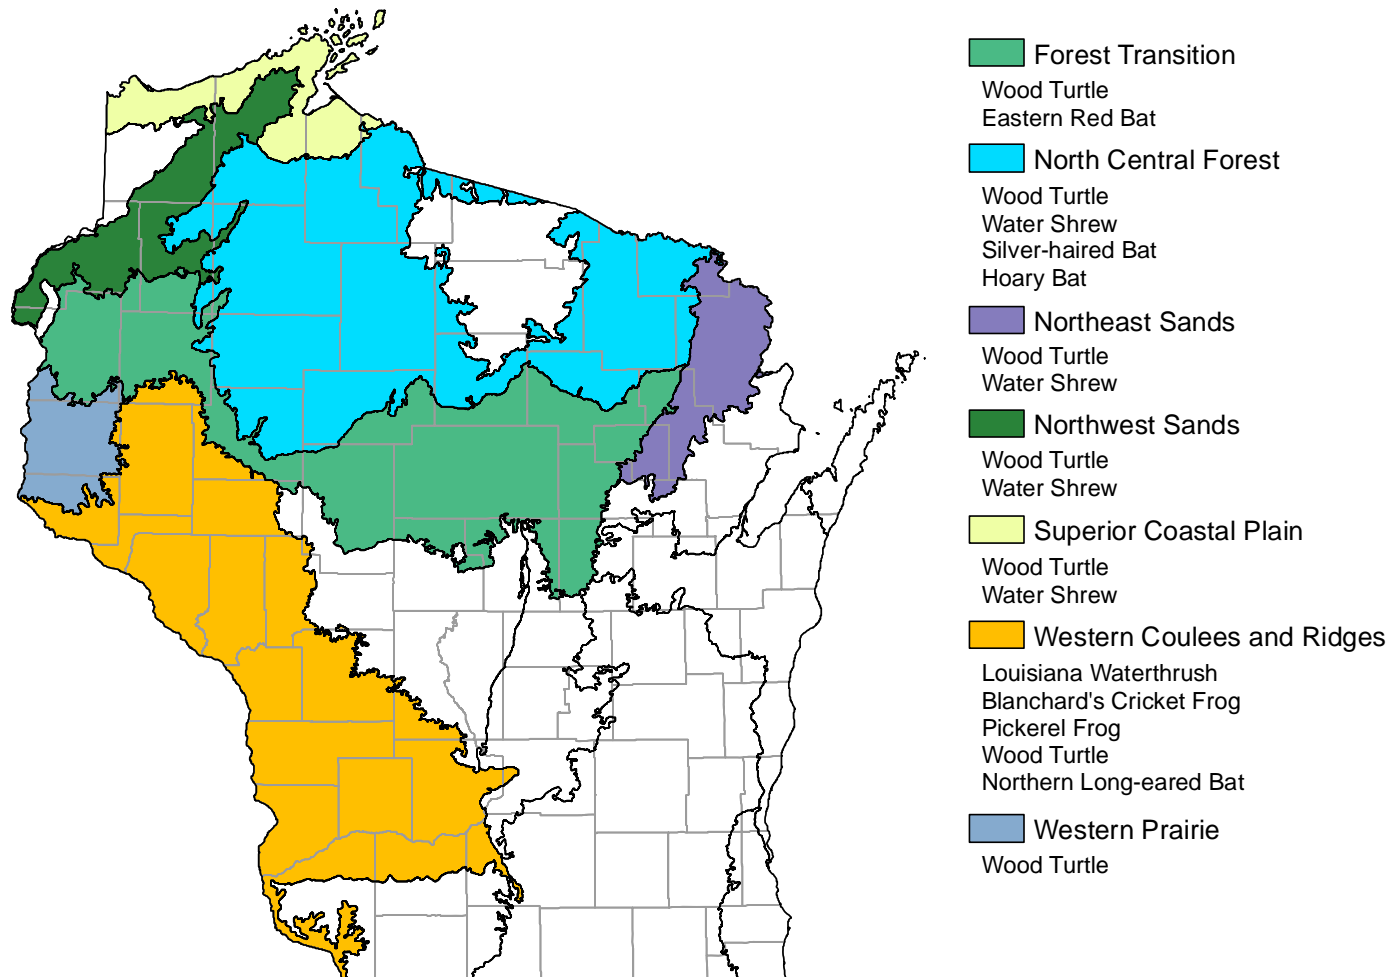 Forest Transition
Wood Turtle
Eastern Red Bat
North Central Forest
Wood Turtle
Water Shrew
Silver-haired Bat
Hoary Bat
Northeast Sands
Wood Turtle
Water Shrew
Northwest Sands
Wood Turtle
Water Shrew
Superior Coastal Plain
Wood Turtle
Water Shrew
Western Coulees and Ridges
Louisiana Waterthrush
Blanchard's Cricket Frog
Pickerel Frog
Wood Turtle
Northern Long-eared Bat
Western Prairie
Wood Turtle